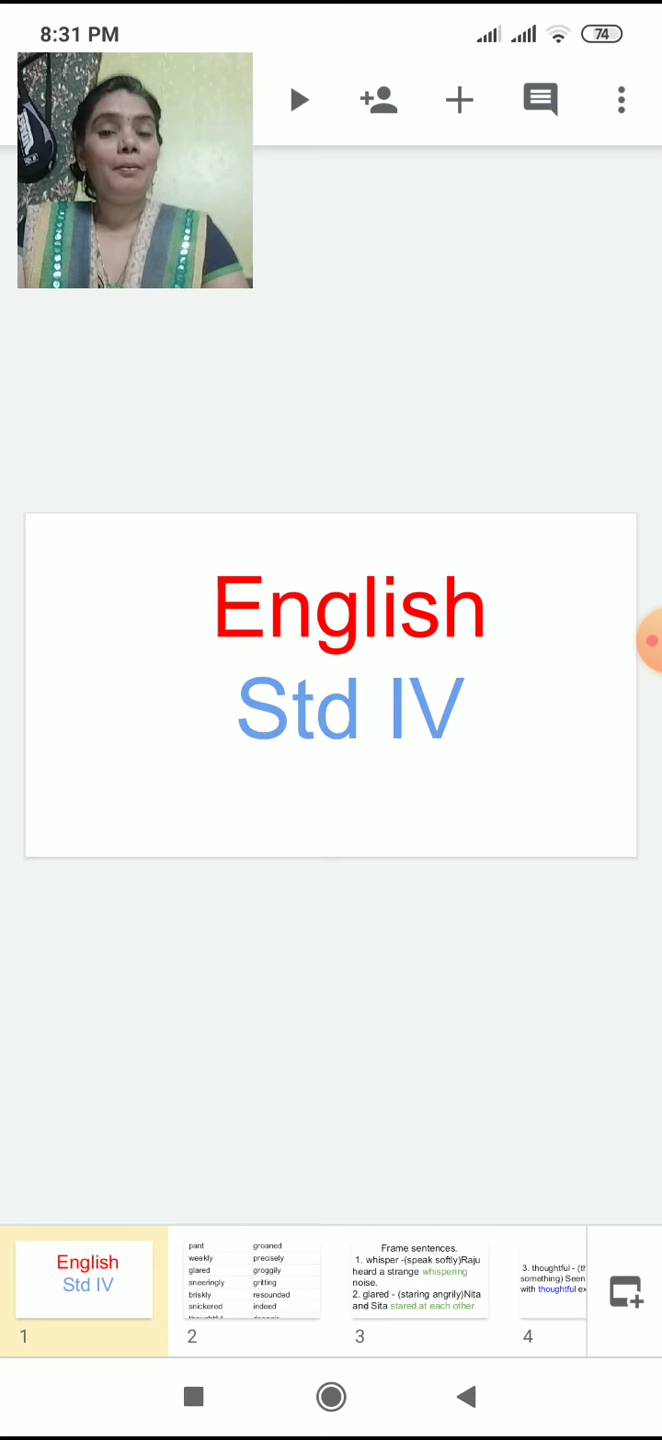 8:31 PM
74
English
Std IV
English
Std IV
1
pant groaned
weekly precisely
glared groggily
sneeringly gritting
briskly resounded
snickered indeed
2
Frame sentences.
1. whisper -(speak softly)Raju
heard a strange whispering
noise.
2. glared - (staring angrily)Nita
and Sita stared at each other.
3
3. thoughtful - (th
something) Seen
with thoughtful ex
4